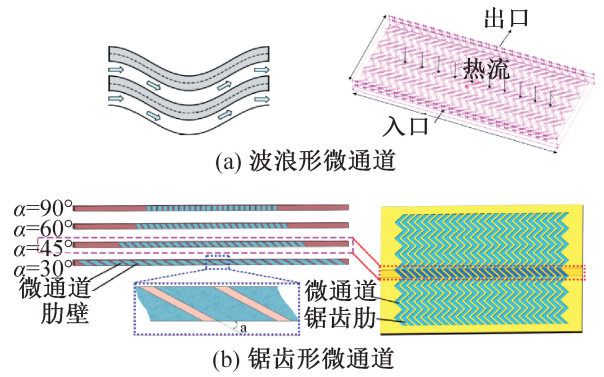 出口
热流
入口
(a) 波浪形微通道
α=90°
α=60°
α=45°
α=30°
微通道
肋壁
a
微通道
锯齿肋
(b) 锯齿形微通道